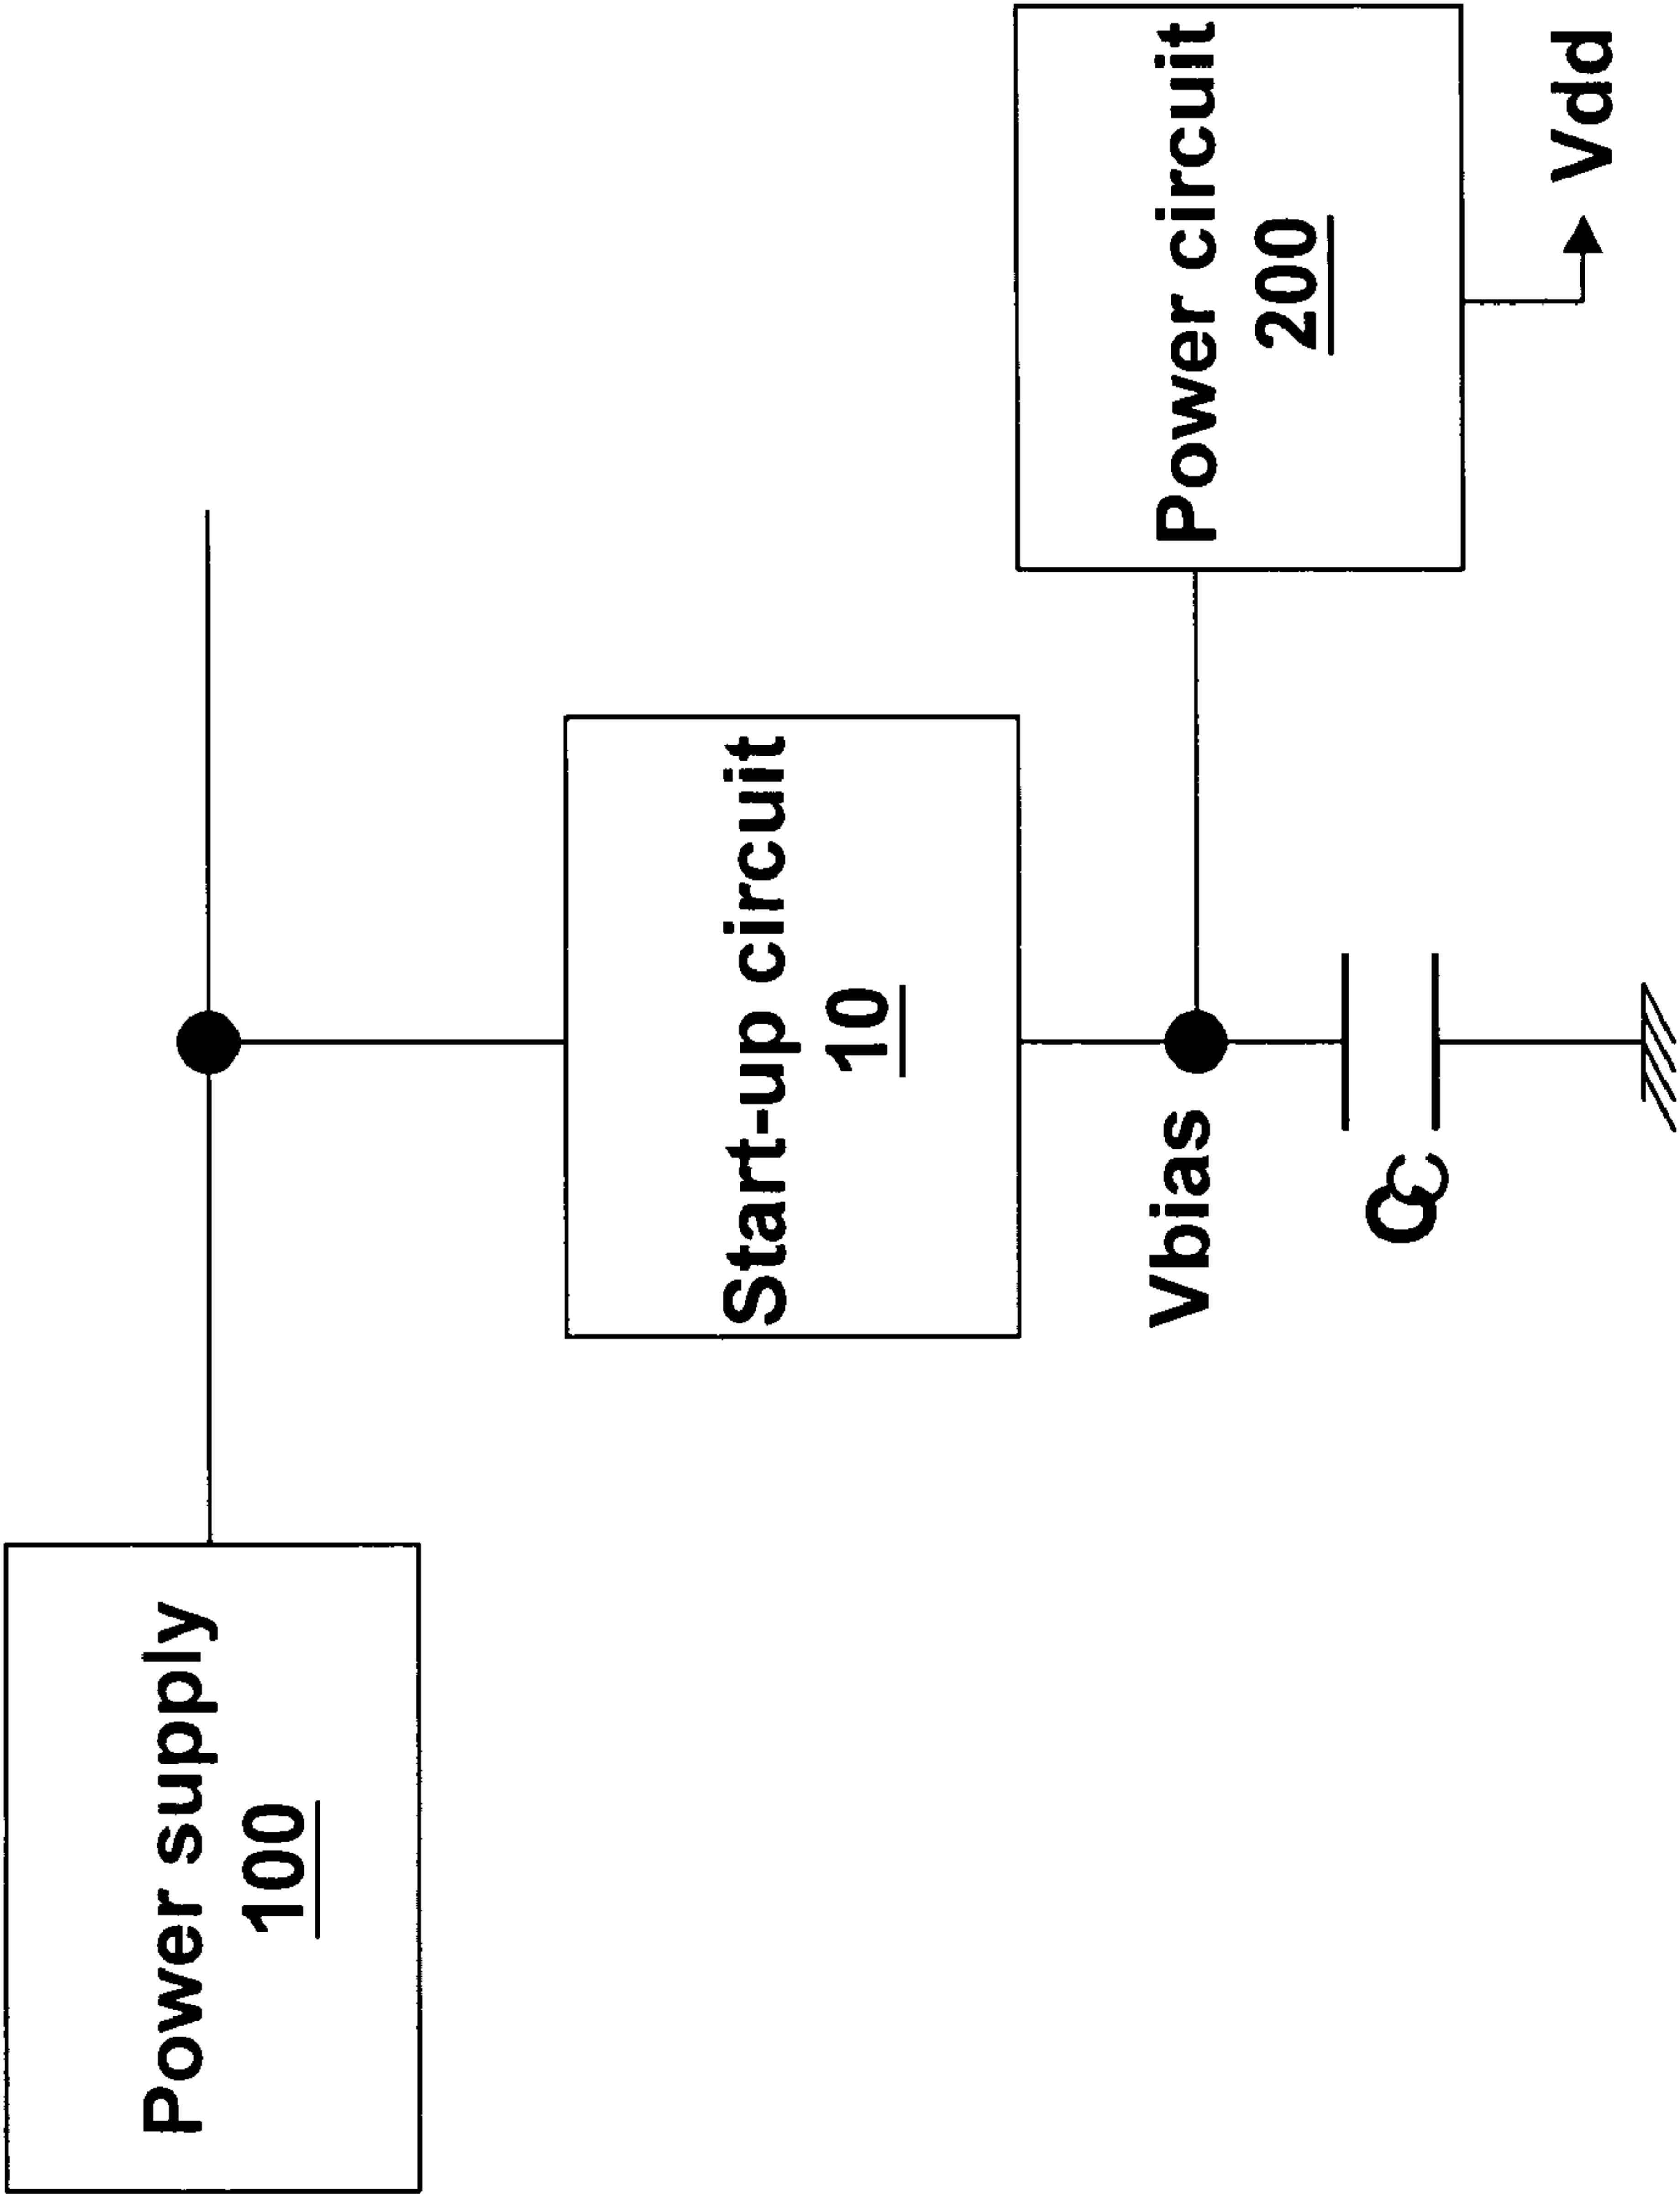 Power supply
100
Start-up circuit
10
Power circuit
200
Vbias
Cc
Vdd